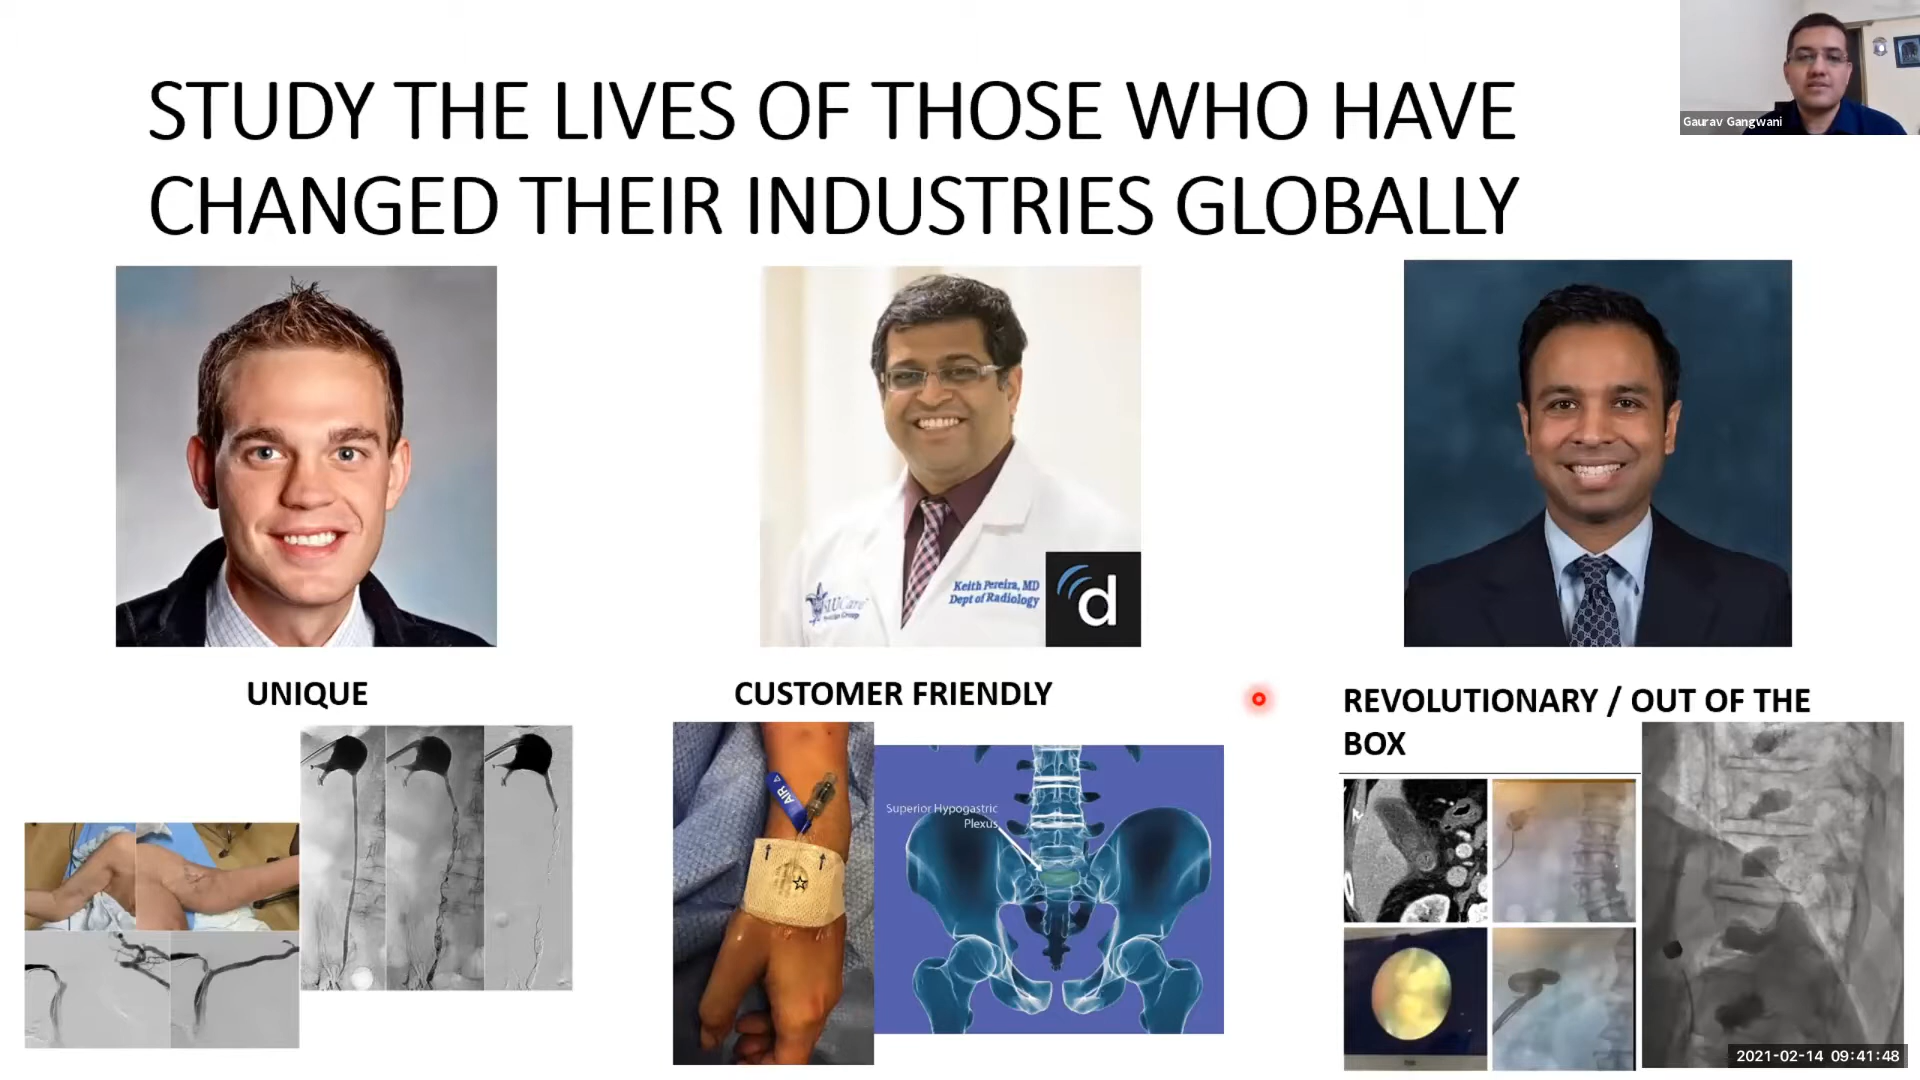 STUDY THE LIVES OF THOSE WHO HAVE
CHANGED THEIR INDUSTRIES GLOBALLY
Gaurav Gangwani
Keith Pereira, MD
Dept of Radiology
SLUCare
d
UNIQUE
CUSTOMER FRIENDLY
REVOLUTIONARY / OUT OF THE
BOX
AIR
Superior Hypogastric
Plexus
2021-02-14 09:41:48